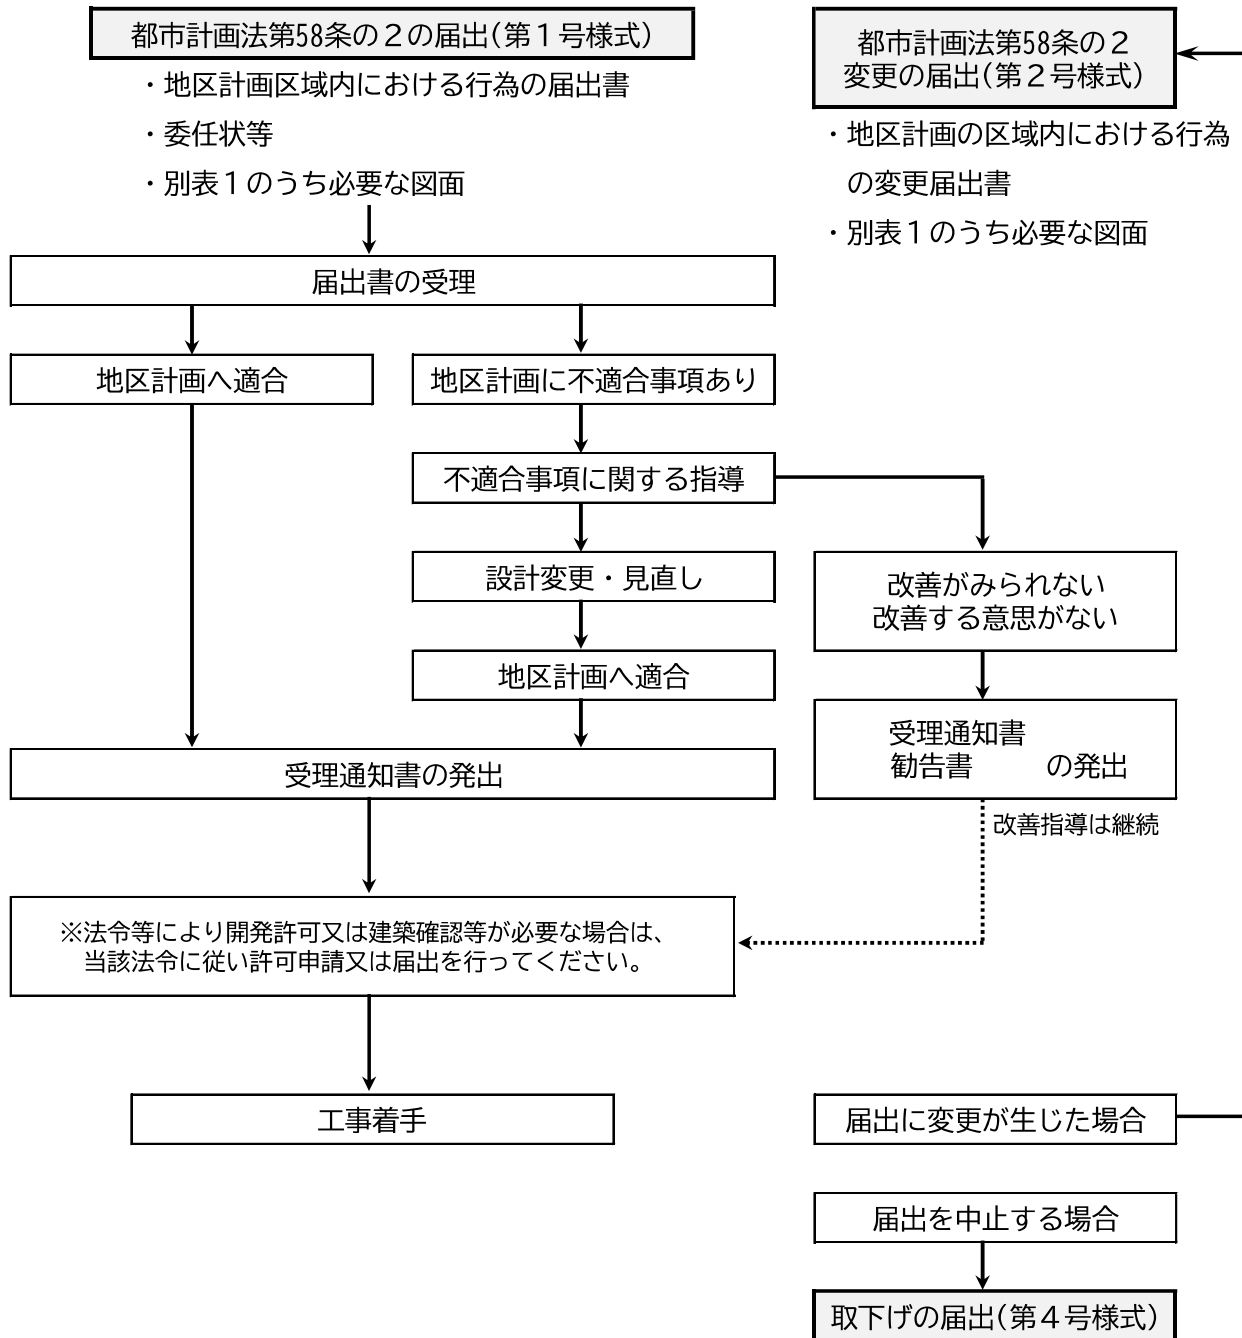 都市計画法第58条の２の届出(第１号様式)
・地区計画区域内における行為の届出書
・委任状等
・別表１のうち必要な図面
都市計画法第58条の２
変更の届出(第２号様式)
・地区計画の区域内における行為
の変更届出書
・別表１のうち必要な図面
届出書の受理
地区計画へ適合
地区計画に不適合事項あり
不適合事項に関する指導
設計変更・見直し
改善がみられない
改善する意思がない
地区計画へ適合
受理通知書
勧告書　の発出
受理通知書の発出
改善指導は継続
※法令等により開発許可又は建築確認等が必要な場合は、
当該法令に従い許可申請又は届出を行ってください。
工事着手
届出に変更が生じた場合
届出を中止する場合
取下げの届出(第４号様式)